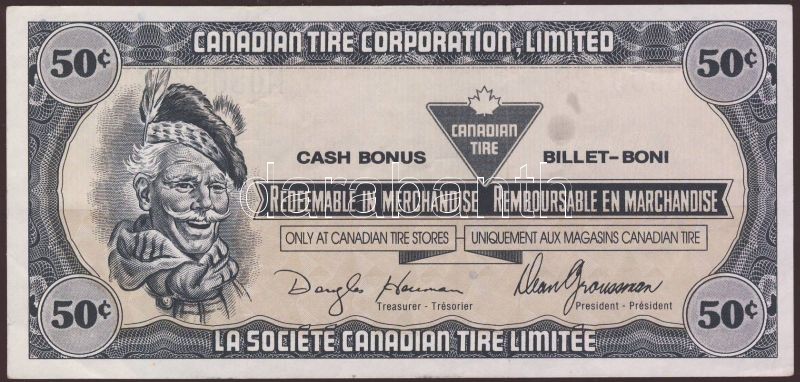 50¢ CANADIAN TIRE CORPORATION, LIMITED 50¢
CANADIAN
TIRE
CASH BONUS BILLET-BONI
REDEEMABLE IN MERCHANDISE REMBOURSABLE EN MARCHANDISE
darabanth
ONLY AT CANADIAN TIRE STORES UNIQUEMENT AUX MAGASINS CANADIAN TIRE
Treasurer - Trésorier President - Président
50¢ LA SOCIÉTÉ CANADIAN TIRE LIMITÉE 50¢